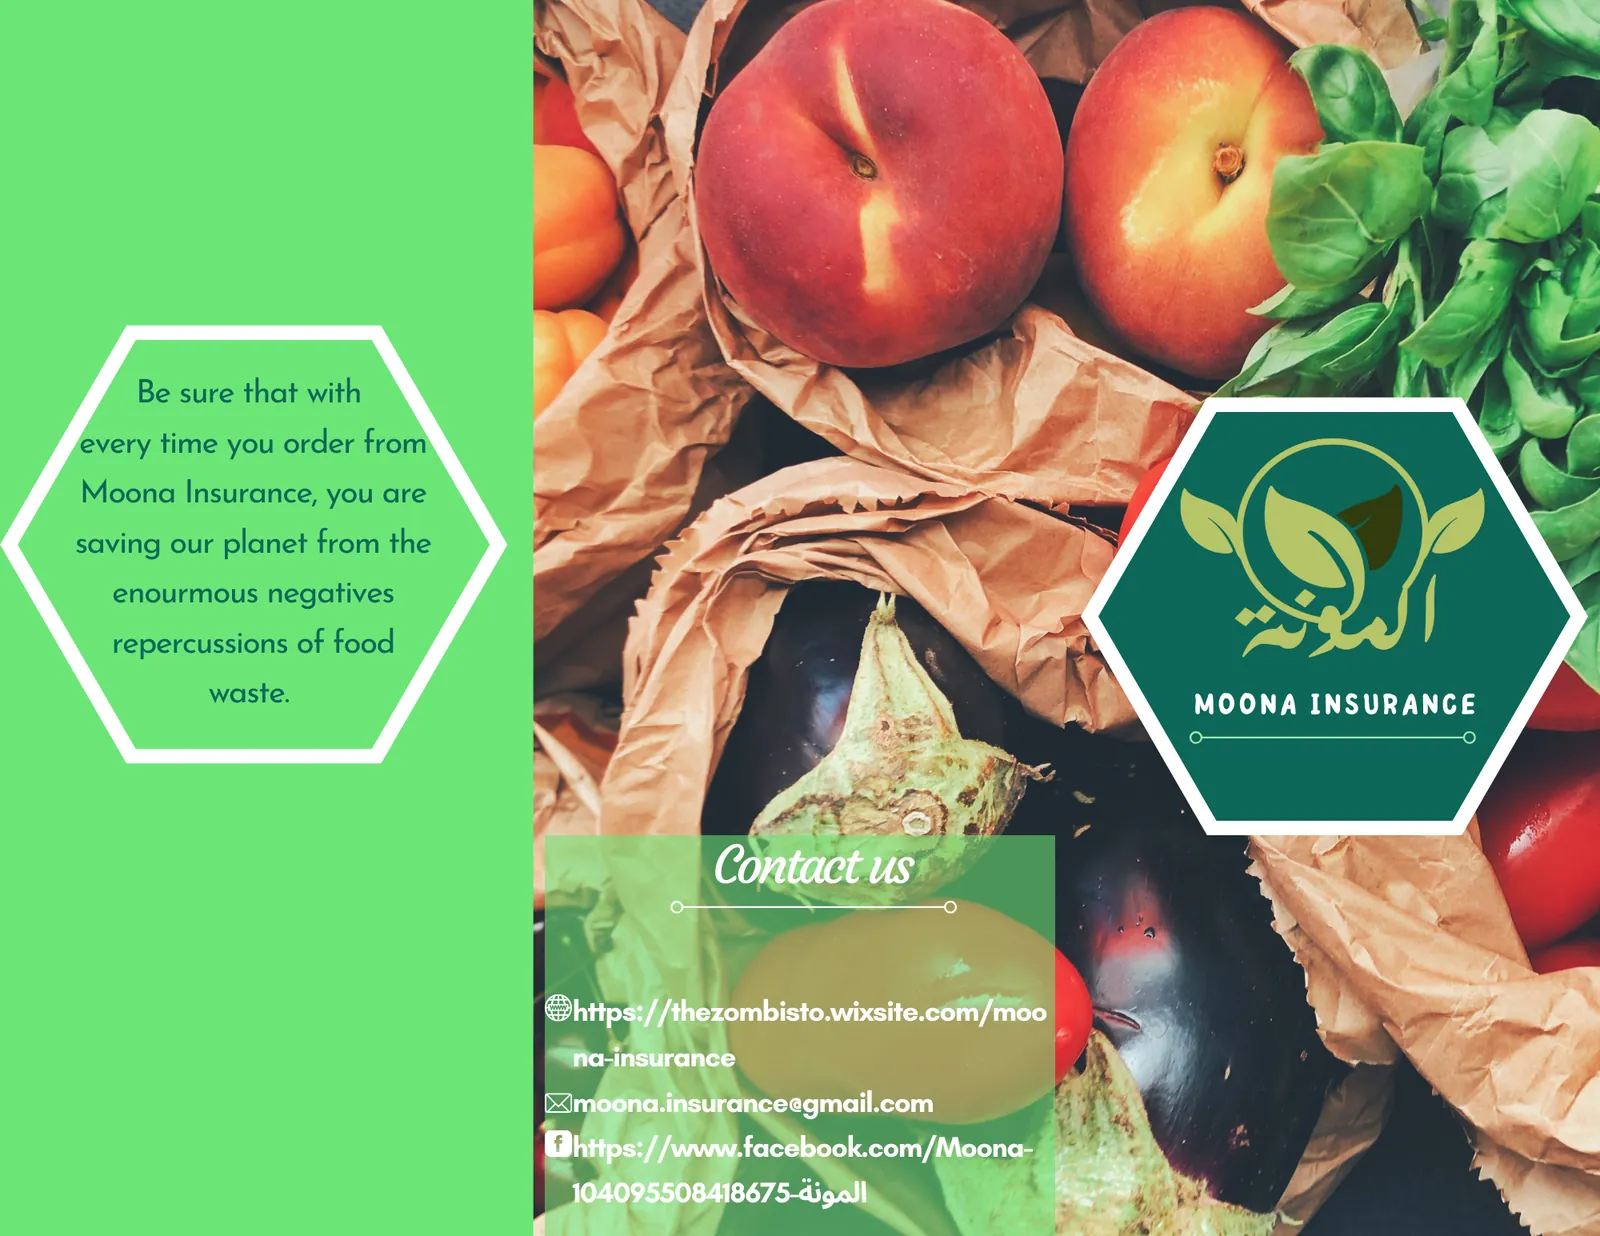 Be sure that with
every time you order from
Moona Insurance, you are
saving our planet from the
enourmous negatives
repercussions of food
waste.
المونة
MOONA INSURANCE
Contact us
https://thezombisto.wixsite.com/moo
na-insurance
moona.insurance@gmail.com
https://www.facebook.com/Moona-
المونة-104095508418675